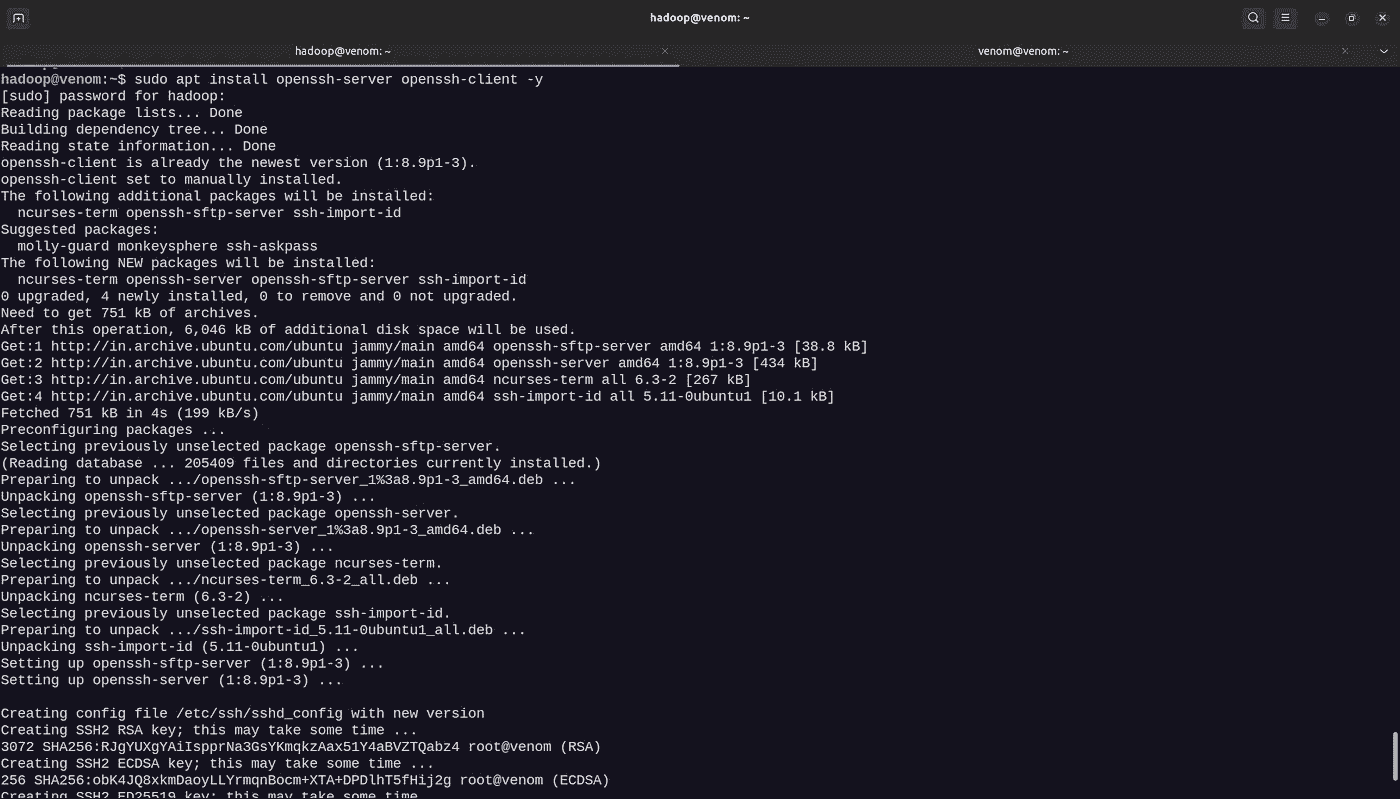 hadoop@venom: ~
hadoop@venom: ~
venom@venom: ~
hadoop@venom:~$ sudo apt install openssh-server openssh-client -y
[sudo] password for hadoop:
Reading package lists... Done
Building dependency tree... Done
Reading state information... Done
openssh-client is already the newest version (1:8.9p1-3).
openssh-client set to manually installed.
The following additional packages will be installed:
  ncurses-term openssh-sftp-server ssh-import-id
Suggested packages:
  molly-guard monkeysphere ssh-askpass
The following NEW packages will be installed:
  ncurses-term openssh-server openssh-sftp-server ssh-import-id
0 upgraded, 4 newly installed, 0 to remove and 0 not upgraded.
Need to get 751 kB of archives.
After this operation, 6,046 kB of additional disk space will be used.
Get:1 http://in.archive.ubuntu.com/ubuntu jammy/main amd64 openssh-sftp-server amd64 1:8.9p1-3 [38.8 kB]
Get:2 http://in.archive.ubuntu.com/ubuntu jammy/main amd64 openssh-server amd64 1:8.9p1-3 [434 kB]
Get:3 http://in.archive.ubuntu.com/ubuntu jammy/main amd64 ncurses-term all 6.3-2 [267 kB]
Get:4 http://in.archive.ubuntu.com/ubuntu jammy/main amd64 ssh-import-id all 5.11-0ubuntu1 [10.1 kB]
Fetched 751 kB in 4s (199 kB/s)
Preconfiguring packages ...
Selecting previously unselected package openssh-sftp-server.
(Reading database ... 205409 files and directories currently installed.)
Preparing to unpack .../openssh-sftp-server_1%3a8.9p1-3_amd64.deb ...
Unpacking openssh-sftp-server (1:8.9p1-3) ...
Selecting previously unselected package openssh-server.
Preparing to unpack .../openssh-server_1%3a8.9p1-3_amd64.deb ...
Unpacking openssh-server (1:8.9p1-3) ...
Selecting previously unselected package ncurses-term.
Preparing to unpack .../ncurses-term_6.3-2_all.deb ...
Unpacking ncurses-term (6.3-2) ...
Selecting previously unselected package ssh-import-id.
Preparing to unpack .../ssh-import-id_5.11-0ubuntu1_all.deb ...
Unpacking ssh-import-id (5.11-0ubuntu1) ...
Setting up openssh-sftp-server (1:8.9p1-3) ...
Setting up openssh-server (1:8.9p1-3) ...
Creating config file /etc/ssh/sshd_config with new version
Creating SSH2 RSA key; this may take some time ...
3072 SHA256:RJgYUXgYAiIspprNa3GsYKmqkzAax51Y4aBVZTQabz4 root@venom (RSA)
Creating SSH2 ECDSA key; this may take some time ...
256 SHA256:obK4JQ8xkmDaoyLLYrmqnBocm+XTA+DPDlhT5fHij2g root@venom (ECDSA)
Creating SSH2 ED25519 key; this may take some time